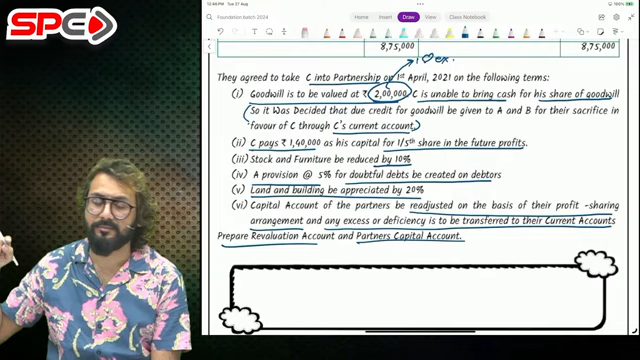 SPC
12:46 PM Tue 27 Aug
160%
Foundation batch 2024
Home
Insert
Draw
View
Class Notebook
8,75,000
8,75,000
They agreed to take C into Partnership on 1st April, 2021 on the following terms:
(i) Goodwill is to be valued at ₹ 2,00,000 C is unable to bring cash for his share of goodwill
So it Was Decided that due credit for goodwill be given to A and B for their sacrifice in
favour of C through C's current account.
(ii) C pays ₹ 1,40,000 as his capital for 1/5th share in the future profits.
(iii) Stock and Furniture be reduced by 10%
(iv) A provision @ 5% for doubtful debts be created on debtors
(v) Land and building be appreciated by 20%
(vi) Capital Account of the partners be readjusted on the basis of their profit -sharing
arrangement and any excess or deficiency is to be transferred to their Current Accounts
Prepare Revaluation Account and Partners Capital Account.